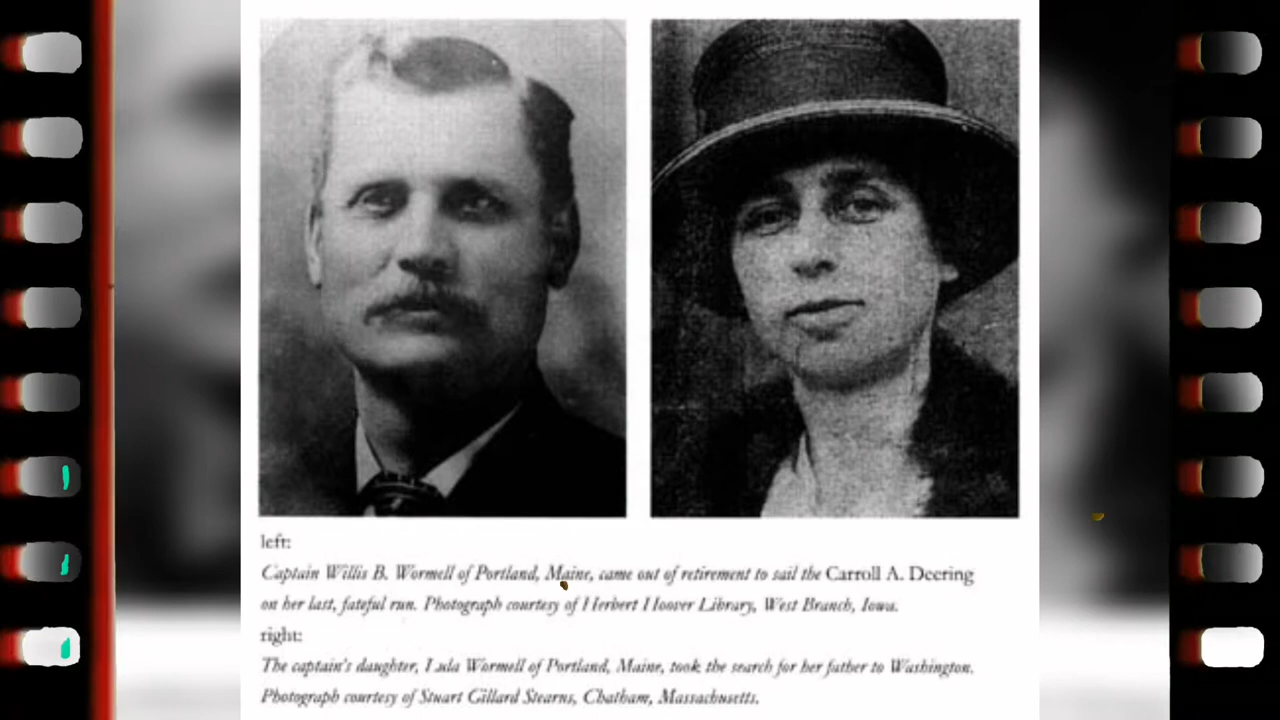 left:
Captain Willis B. Wormell of Portland, Maine, came out of retirement to sail the Carroll A. Deering
on her last, fateful run. Photograph courtesy of Herbert Hoover Library, West Branch, Iowa.
right:
The captain's daughter, Lula Wormell of Portland, Maine, took the search for her father to Washington.
Photograph courtesy of Stuart Gillard Stearns, Chatham, Massachusetts.